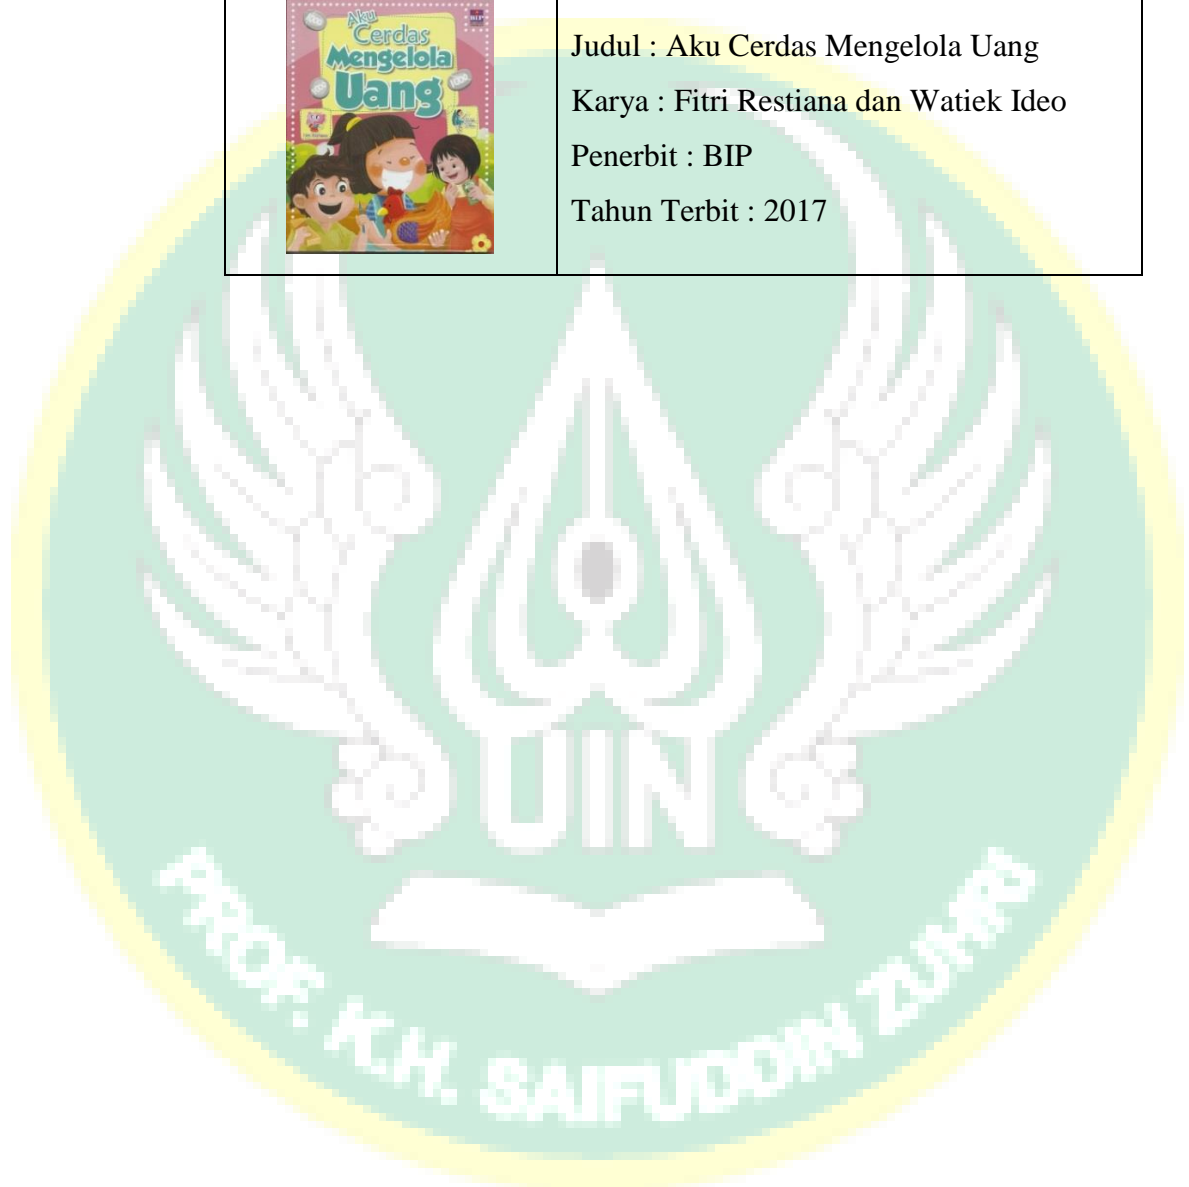 Aku
Cerdas
Mengelola
Uang
BIP
Judul : Aku Cerdas Mengelola Uang
Karya : Fitri Restiana dan Watiek Ideo
Penerbit : BIP
Tahun Terbit : 2017
UIN
PROF. K.H. SAIFUDDIN ZUHRI